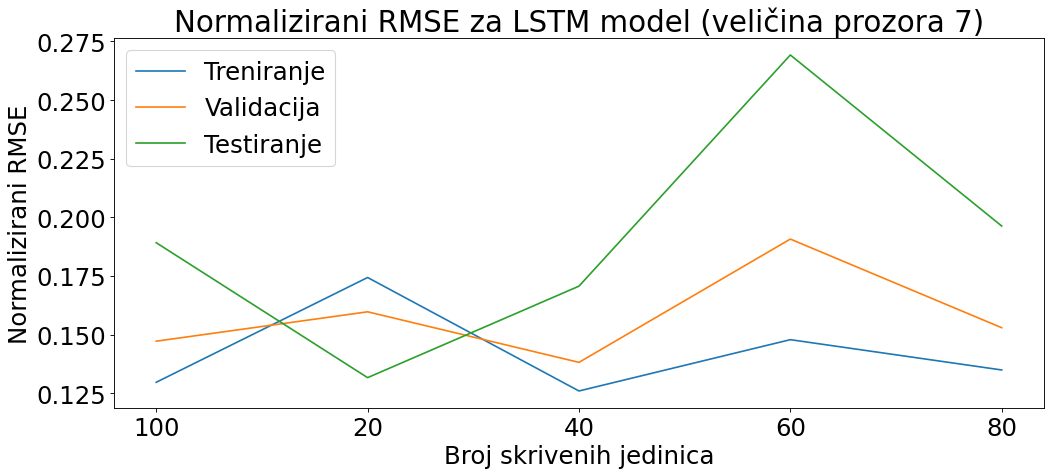 Normalizirani RMSE za LSTM model (veličina prozora 7)
Treniranje
Validacija
Testiranje
Normalizirani RMSE
0.275
0.250
0.225
0.200
0.175
0.150
0.125
100 20 40 60 80
Broj skrivenih jedinica